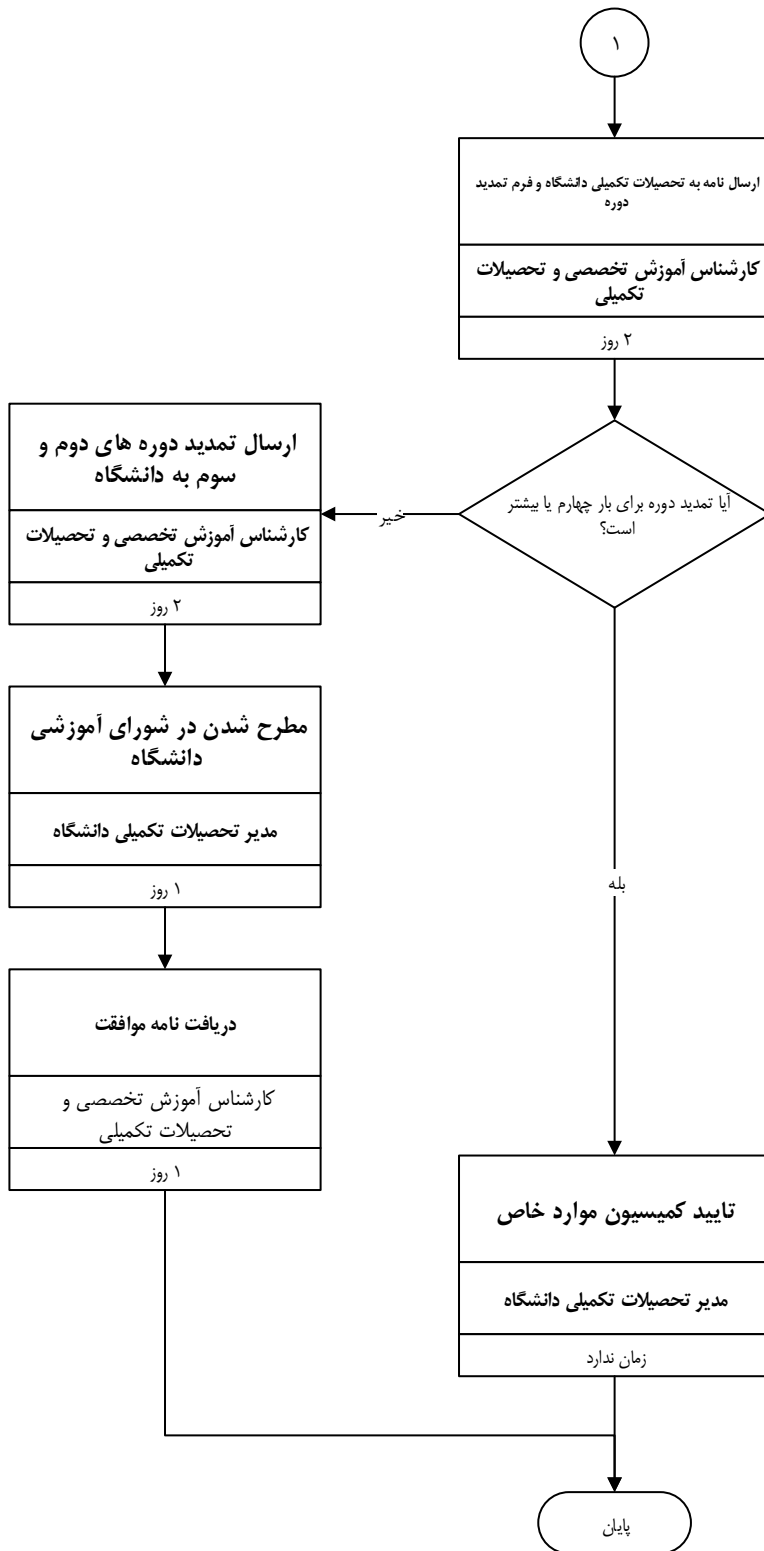 ۱
ارسال نامه به تحصیلات تکمیلی دانشگاه و فرم تمدید
دوره
کارشناس آموزش تخصصی و تحصیلات
تکمیلی
۲ روز
آیا تمدید دوره برای بار چهارم یا بیشتر
است؟
خیر
ارسال تمدید دوره های دوم و
سوم به دانشگاه
کارشناس آموزش تخصصی و تحصیلات
تکمیلی
۲ روز
مطرح شدن در شورای آموزشی
دانشگاه
مدیر تحصیلات تکمیلی دانشگاه
۱ روز
دریافت نامه موافقت
کارشناس آموزش تخصصی و
تحصیلات تکمیلی
۱ روز
بله
تایید کمیسیون موارد خاص
مدیر تحصیلات تکمیلی دانشگاه
زمان ندارد
پایان